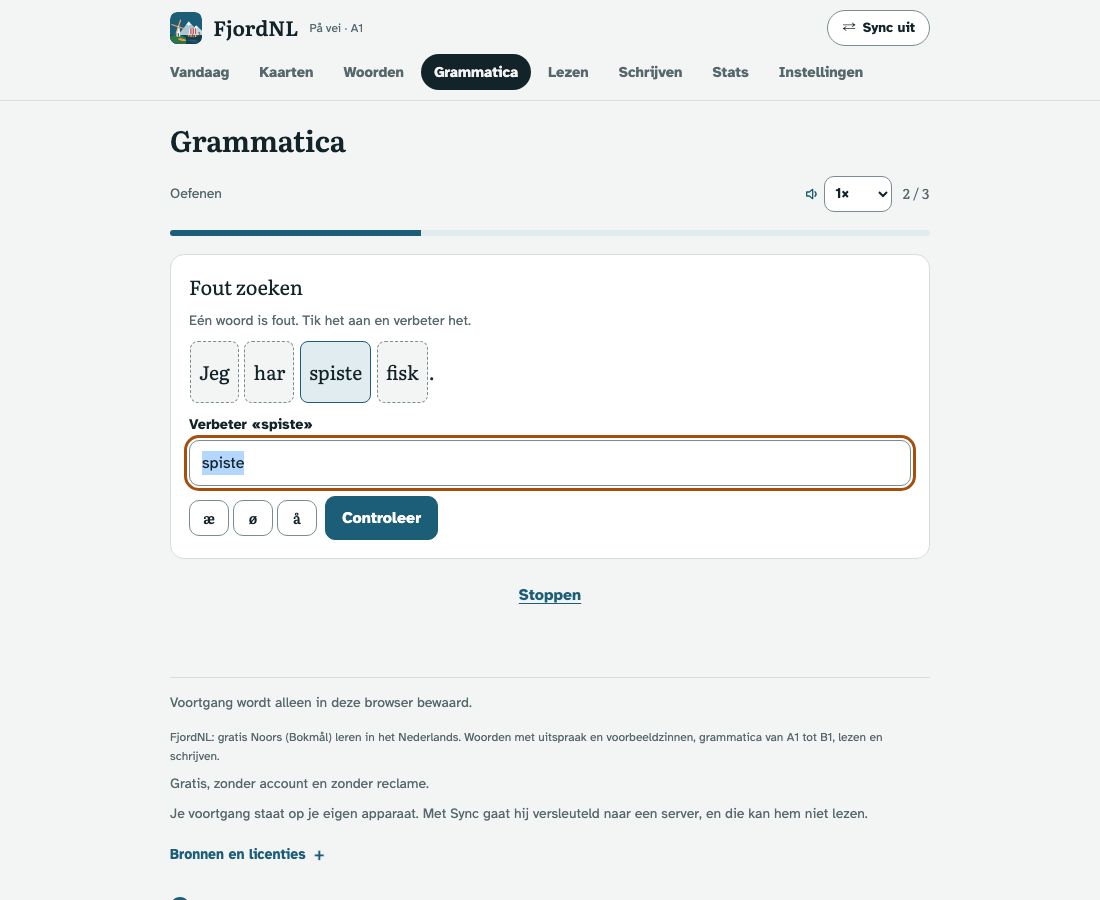 FjordNL På vei · A1 Sync uit
Vandaag Kaarten Woorden Grammatica Lezen Schrijven Stats Instellingen
Grammatica
Oefenen 1× 2 / 3
Fout zoeken
Eén woord is fout. Tik het aan en verbeter het.
Jeg har spiste fisk .
Verbeter «spiste»
spiste
æ ø å Controleer
Stoppen
Voortgang wordt alleen in deze browser bewaard.
FjordNL: gratis Noors (Bokmål) leren in het Nederlands. Woorden met uitspraak en voorbeeldzinnen, grammatica van A1 tot B1, lezen en
schrijven.
Gratis, zonder account en zonder reclame.
Je voortgang staat op je eigen apparaat. Met Sync gaat hij versleuteld naar een server, en die kan hem niet lezen.
Bronnen en licenties +